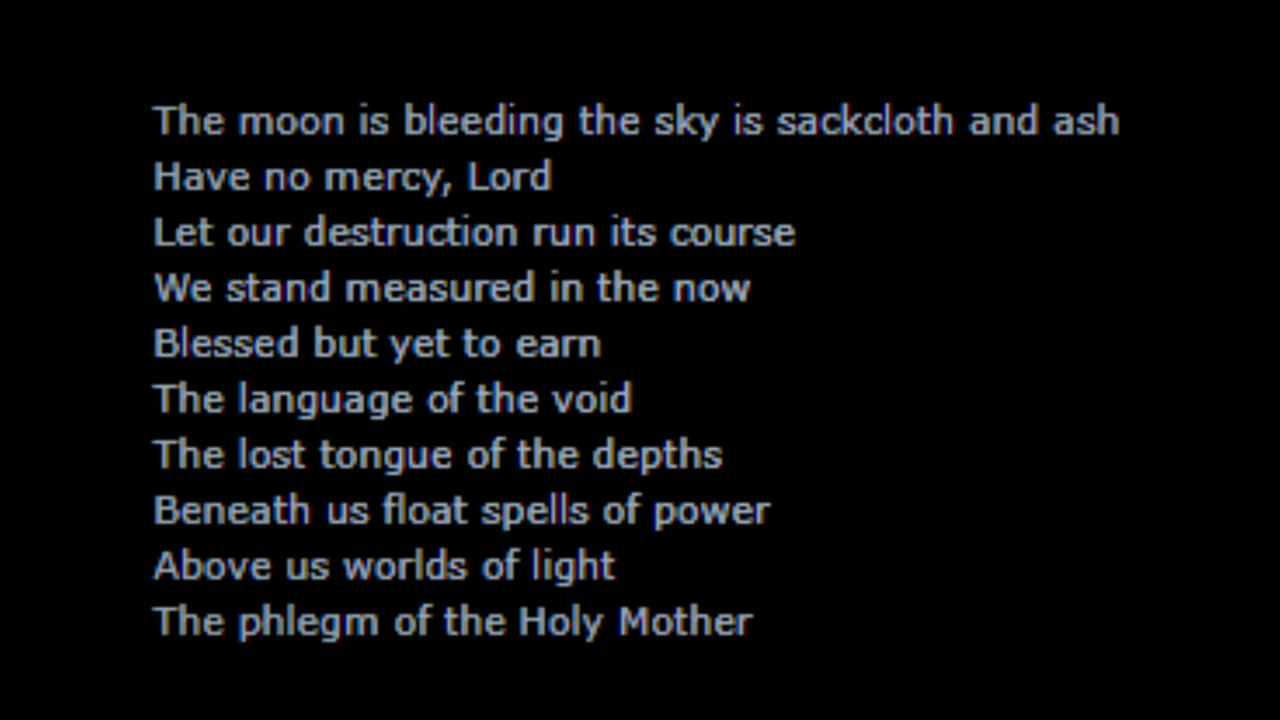 The moon is bleeding the sky is sackcloth and ash
Have no mercy, Lord
Let our destruction run its course
We stand measured in the now
Blessed but yet to earn
The language of the void
The lost tongue of the depths
Beneath us float spells of power
Above us worlds of light
The phlegm of the Holy Mother